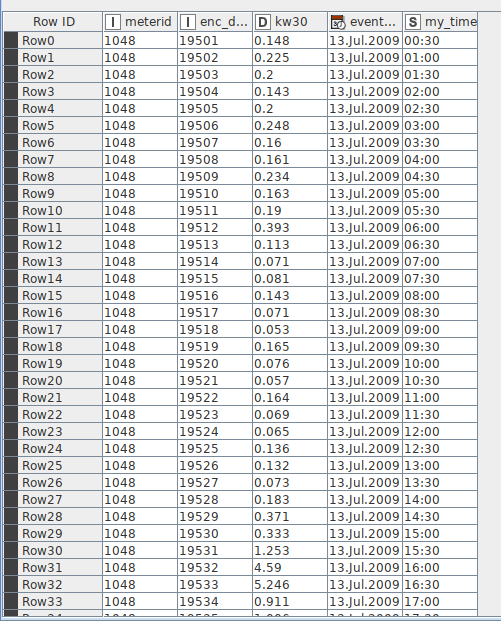 Row ID I meterid I enc_d... D kw30 event... S my_time
Row0 1048 19501 0.148 13.Jul.2009 00:30
Row1 1048 19502 0.225 13.Jul.2009 01:00
Row2 1048 19503 0.2 13.Jul.2009 01:30
Row3 1048 19504 0.143 13.Jul.2009 02:00
Row4 1048 19505 0.2 13.Jul.2009 02:30
Row5 1048 19506 0.248 13.Jul.2009 03:00
Row6 1048 19507 0.16 13.Jul.2009 03:30
Row7 1048 19508 0.161 13.Jul.2009 04:00
Row8 1048 19509 0.234 13.Jul.2009 04:30
Row9 1048 19510 0.163 13.Jul.2009 05:00
Row10 1048 19511 0.19 13.Jul.2009 05:30
Row11 1048 19512 0.393 13.Jul.2009 06:00
Row12 1048 19513 0.113 13.Jul.2009 06:30
Row13 1048 19514 0.071 13.Jul.2009 07:00
Row14 1048 19515 0.081 13.Jul.2009 07:30
Row15 1048 19516 0.143 13.Jul.2009 08:00
Row16 1048 19517 0.071 13.Jul.2009 08:30
Row17 1048 19518 0.053 13.Jul.2009 09:00
Row18 1048 19519 0.165 13.Jul.2009 09:30
Row19 1048 19520 0.076 13.Jul.2009 10:00
Row20 1048 19521 0.057 13.Jul.2009 10:30
Row21 1048 19522 0.164 13.Jul.2009 11:00
Row22 1048 19523 0.069 13.Jul.2009 11:30
Row23 1048 19524 0.065 13.Jul.2009 12:00
Row24 1048 19525 0.136 13.Jul.2009 12:30
Row25 1048 19526 0.132 13.Jul.2009 13:00
Row26 1048 19527 0.073 13.Jul.2009 13:30
Row27 1048 19528 0.183 13.Jul.2009 14:00
Row28 1048 19529 0.371 13.Jul.2009 14:30
Row29 1048 19530 0.333 13.Jul.2009 15:00
Row30 1048 19531 1.253 13.Jul.2009 15:30
Row31 1048 19532 4.59 13.Jul.2009 16:00
Row32 1048 19533 5.246 13.Jul.2009 16:30
Row33 1048 19534 0.911 13.Jul.2009 17:00